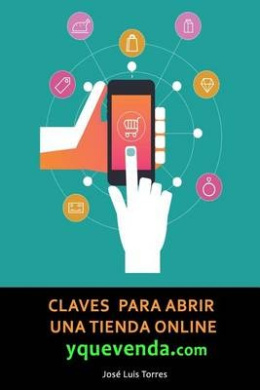 CLAVES PARA ABRIR
UNA TIENDA ONLINE
yquevenda.com
José Luis Torres